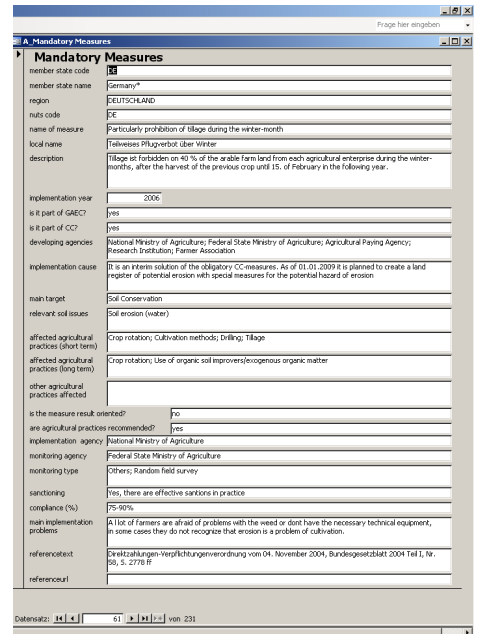 Frage hier eingeben
A_Mandatory Measures
Mandatory Measures
member state code DE
member state name Germany*
region DEUTSCHLAND
nuts code DE
name of measure Particularly prohibition of tillage during the winter-month
local name Teilweises Pflugverbot über Winter
description Tillage ist forbidden on 40 % of the arable farm land from each agricultural enterprise during the winter-
months, after the harvest of the previous crop until 15. of February in the following year.
implementation year 2006
is it part of GAEC? yes
is it part of CC? yes
developing agencies National Ministry of Agriculture; Federal State Ministry of Agriculture; Agricultural Paying Agency;
Research Institution; Farmer Association
implementation cause It is an interim solution of the obligatory CC-measures. As of 01.01.2009 it is planned to create a land
register of potential erosion with special measures for the potential hazard of erosion
main target Soil Conservation
relevant soil issues Soil erosion (water)
affected agricultural Crop rotation; Cultivation methods; Drilling; Tillage
practices (short term)
affected agricultural Crop rotation; Use of organic soil improvers/exogenous organic matter
practices (long term)
other agricultural
practices affected
is the measure result oriented? no
are agricultural practices recommended? yes
implementation agency National Ministry of Agriculture
monitoring agency Federal State Ministry of Agriculture
monitoring type Others; Random field survey
sanctioning Yes, there are effective santions in practice
compliance (%) 75-90%
main implementation A l lot of farmers are afraid of problems with the weed or dont have the necessary technical equipment,
problems in some cases they do not recognize that erosion is a problem of cultivation.
referencetext Direktzahlungen-Verpflichtungenverordnung vom 04. November 2004, Bundesgesetzblatt 2004 Teil I, Nr.
58, S. 2778 ff
referenceurl
Datensatz: 61 von 231